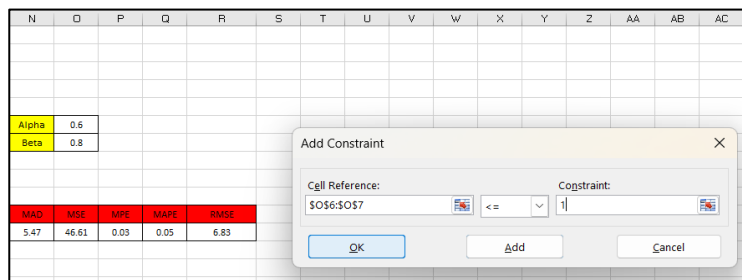 N O P Q R S T U V W X Y Z AA AB AC
Alpha 0.6
Beta 0.8
MAD MSE MPE MAPE RMSE
5.47 46.61 0.03 0.05 6.83
Add Constraint
Cell Reference: Constraint:
$O$6:$O$7 <= 1
OK Add Cancel